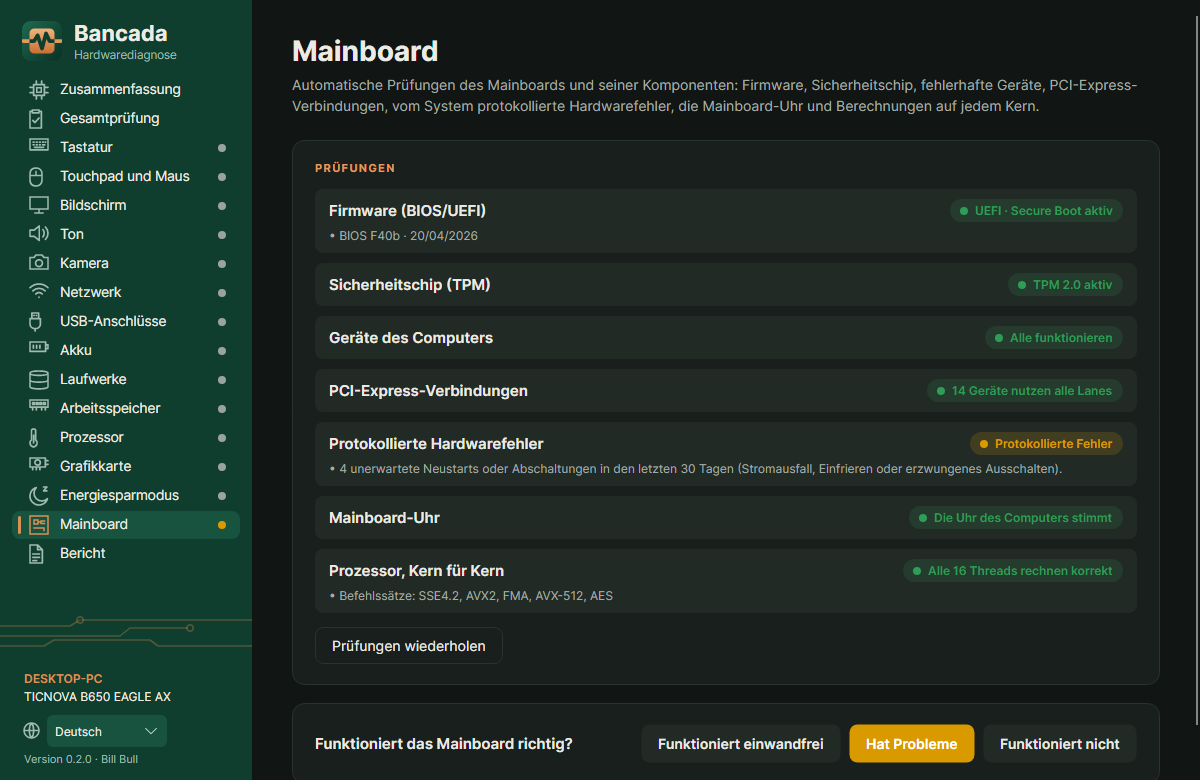 Bancada
Hardwarediagnose
Zusammenfassung
Gesamtprüfung
Tastatur
Touchpad und Maus
Bildschirm
Ton
Kamera
Netzwerk
USB-Anschlüsse
Akku
Laufwerke
Arbeitsspeicher
Prozessor
Grafikkarte
Energiesparmodus
Mainboard
Bericht
DESKTOP-PC
TICNOVA B650 EAGLE AX
Deutsch
Version 0.2.0 · Bill Bull
Mainboard
Automatische Prüfungen des Mainboards und seiner Komponenten: Firmware, Sicherheitschip, fehlerhafte Geräte, PCI-Express-
Verbindungen, vom System protokollierte Hardwarefehler, die Mainboard-Uhr und Berechnungen auf jedem Kern.
PRÜFUNGEN
Firmware (BIOS/UEFI)
UEFI · Secure Boot aktiv
• BIOS F40b · 20/04/2026
Sicherheitschip (TPM)
TPM 2.0 aktiv
Geräte des Computers
Alle funktionieren
PCI-Express-Verbindungen
14 Geräte nutzen alle Lanes
Protokollierte Hardwarefehler
Protokollierte Fehler
• 4 unerwartete Neustarts oder Abschaltungen in den letzten 30 Tagen (Stromausfall, Einfrieren oder erzwungenes Ausschalten).
Mainboard-Uhr
Die Uhr des Computers stimmt
Prozessor, Kern für Kern
Alle 16 Threads rechnen korrekt
• Befehlssätze: SSE4.2, AVX2, FMA, AVX-512, AES
Prüfungen wiederholen
Funktioniert das Mainboard richtig?
Funktioniert einwandfrei
Hat Probleme
Funktioniert nicht